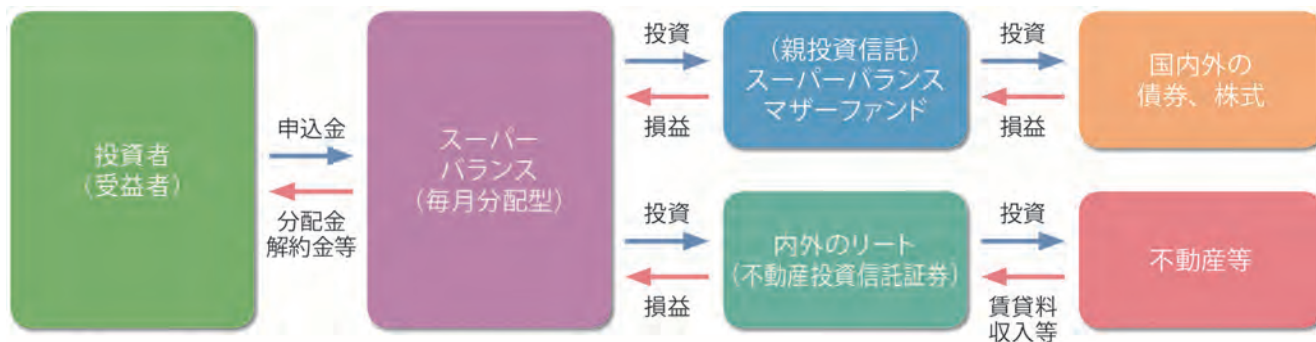 投資者
(受益者)
申込金
分配金
解約金等
スーパー
バランス
(毎月分配型)
投資
損益
(親投資信託)
スーパーバランス
マザーファンド
投資
損益
国内外の
債券、株式
投資
損益
内外のリート
(不動産投資信託証券)
投資
賃貸料
収入等
不動産等